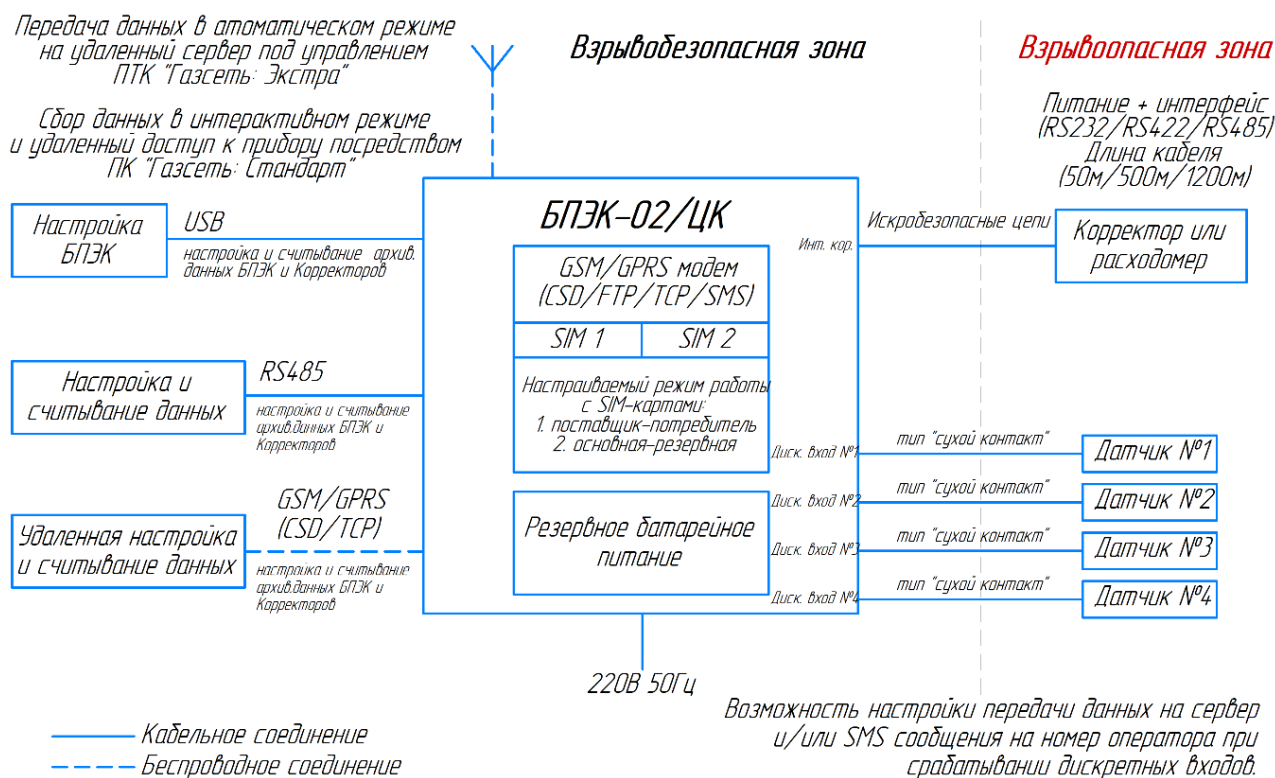 Передача данных в атоматическом режиме
на удаленный сервер под управлением
ПТК "Газсеть: Экстра"
Сбор данных в интерактивном режиме
и удаленный доступ к прибору посредством
ПК "Газсеть: Стандарт"
Взрывобезопасная зона
Взрывоопасная зона
Питание + интерфейс
(RS232/RS422/RS485)
Длина кабеля
(50м/500м/1200м)
Настройка
БПЭК
USB
настройка и считывание архив.
данных БПЭК и Корректоров
Настройка и
считывание данных
RS485
настройка и считывание
архив.данных БПЭК и
Корректоров
Удаленная настройка
и считывание данных
GSM/GPRS
(CSD/TCP)
настройка и считывание
архив.данных БПЭК и
Корректоров
БПЭК-02/ЦК
GSM/GPRS модем
(CSD/FTP/TCP/SMS)
SIM 1
SIM 2
Настраиваемый режим работы
с SIM-картами:
1. поставщик-потребитель
2. основная-резервная
Резервное батарейное
питание
Инт. кор.
Искробезопасные цепи
Корректор или
расходомер
Диск. вход №1
тип "сухой контакт"
Датчик №1
Диск. вход №2
тип "сухой контакт"
Датчик №2
Диск. вход №3
тип "сухой контакт"
Датчик №3
Диск. вход №4
тип "сухой контакт"
Датчик №4
220В 50Гц
Кабельное соединение
Беспроводное соединение
Возможность настройки передачи данных на сервер
и/или SMS сообщения на номер оператора при
срабатывании дискретных входов.